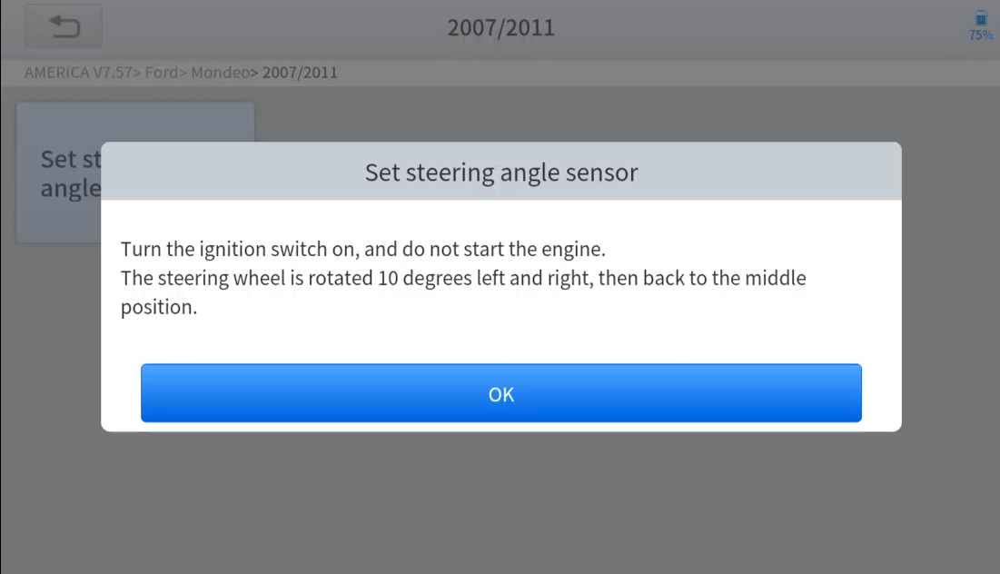 2007/2011
75%
AMERICA V7.57> Ford> Mondeo> 2007/2011
Set st
angle
Set steering angle sensor
Turn the ignition switch on, and do not start the engine.
The steering wheel is rotated 10 degrees left and right, then back to the middle
position.
OK